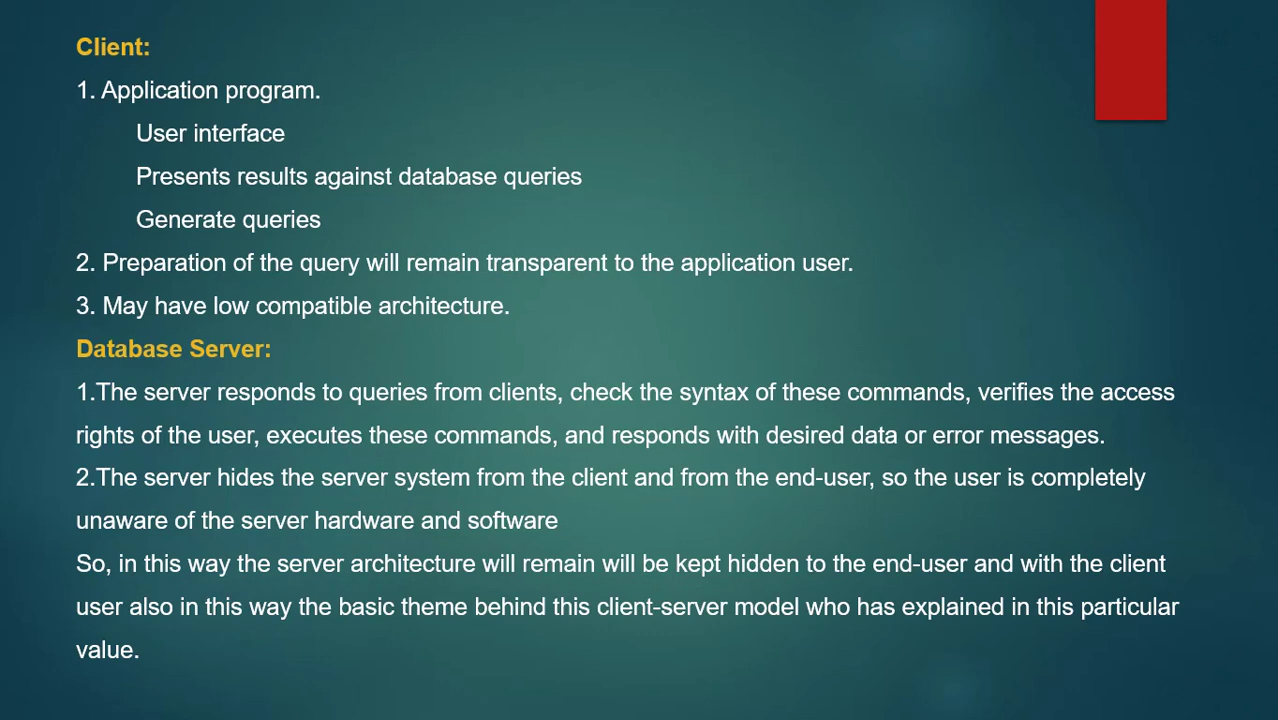 Client:
1. Application program.
User interface
Presents results against database queries
Generate queries
2. Preparation of the query will remain transparent to the application user.
3. May have low compatible architecture.
Database Server:
1.The server responds to queries from clients, check the syntax of these commands, verifies the access
rights of the user, executes these commands, and responds with desired data or error messages.
2.The server hides the server system from the client and from the end-user, so the user is completely
unaware of the server hardware and software
So, in this way the server architecture will remain will be kept hidden to the end-user and with the client
user also in this way the basic theme behind this client-server model who has explained in this particular
value.